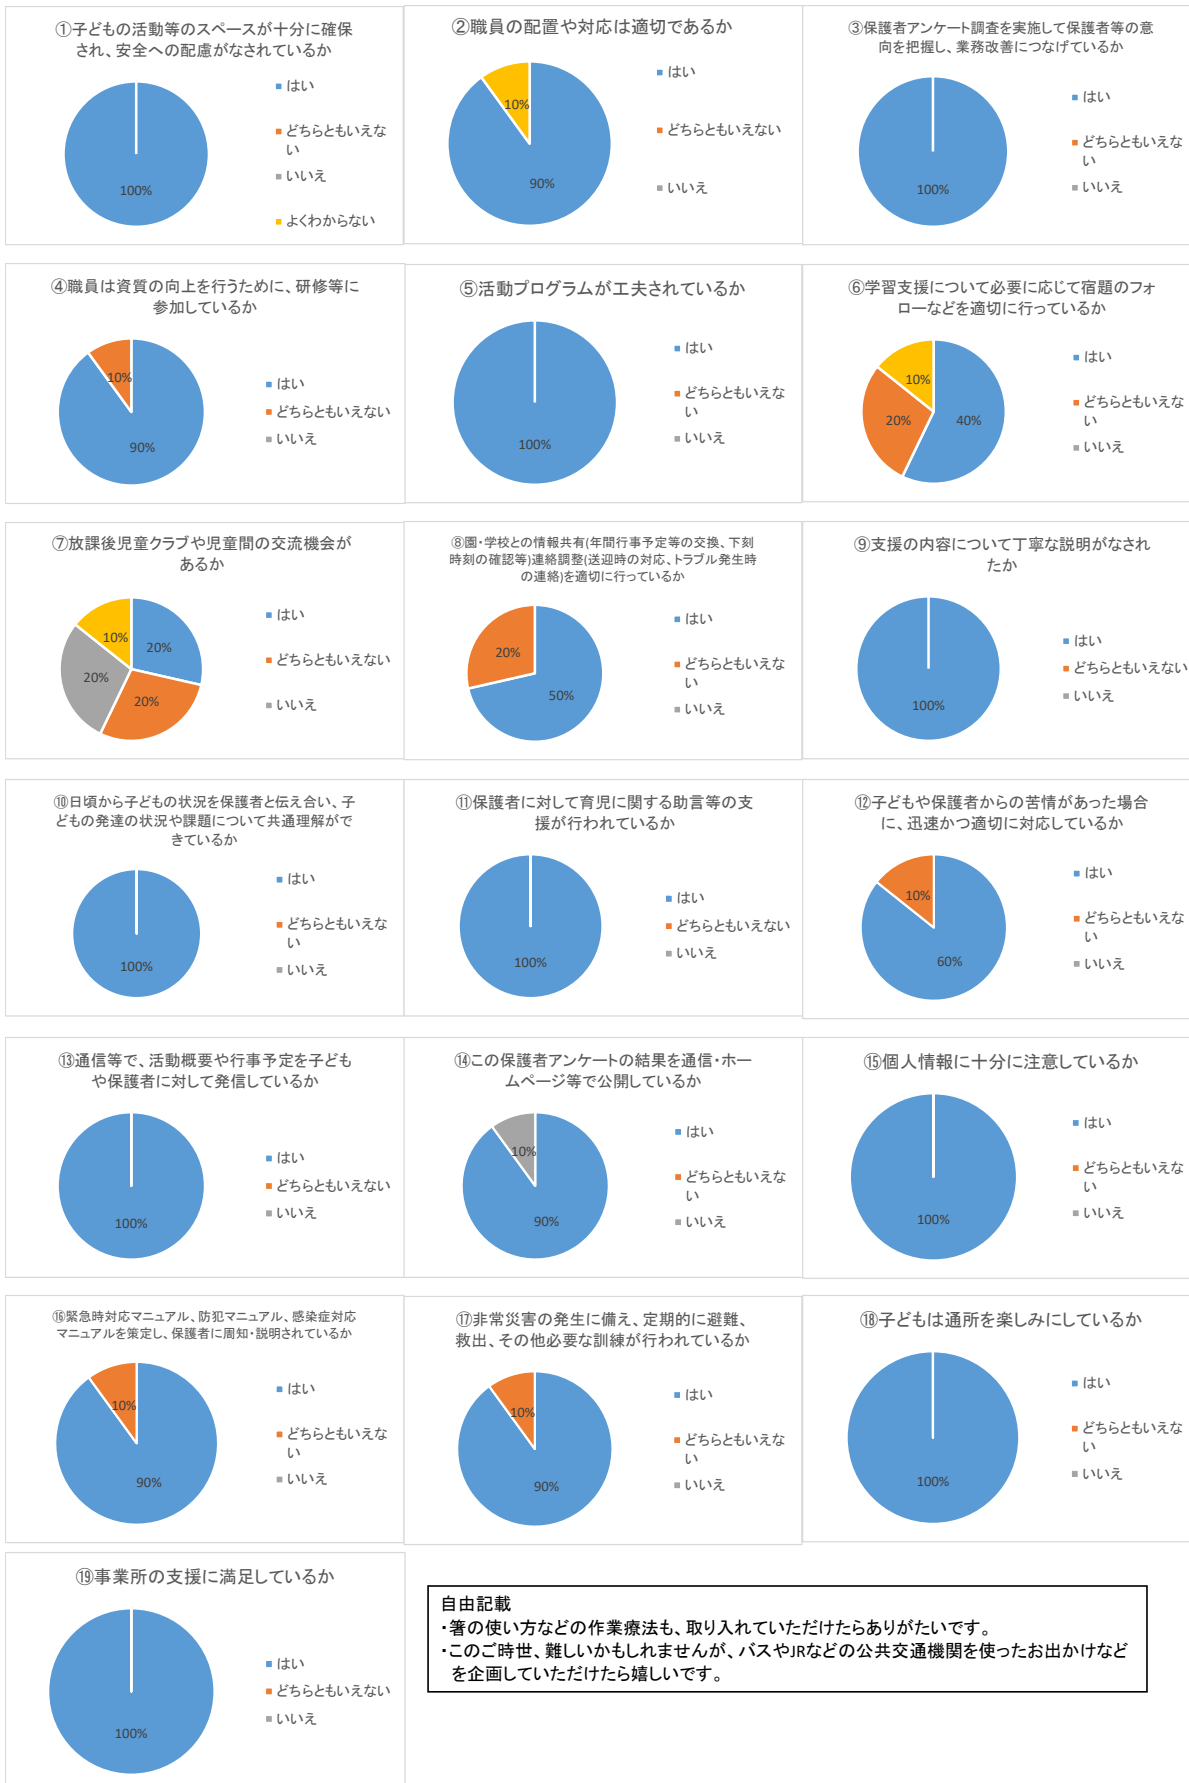 ①子どもの活動等のスペースが十分に確保
され、安全への配慮がなされているか
100%
はい
どちらともいえな
い
いいえ
よくわからない
②職員の配置や対応は適切であるか
10%
90%
はい
どちらともいえない
いいえ
③保護者アンケート調査を実施して保護者等の意
向を把握し、業務改善につなげているか
100%
はい
どちらともいえな
い
いいえ
④職員は資質の向上を行うために、研修等に
参加しているか
10%
90%
はい
どちらともいえない
いいえ
⑤活動プログラムが工夫されているか
100%
はい
どちらともいえな
い
いいえ
⑥学習支援について必要に応じて宿題のフォ
ローなどを適切に行っているか
10%
20%
40%
はい
どちらともいえな
い
いいえ
⑦放課後児童クラブや児童間の交流機会が
あるか
10%
20%
20%
20%
はい
どちらともいえない
いいえ
⑧園・学校との情報共有(年間行事予定等の交換、下刻
時刻の確認等)連絡調整(送迎時の対応、トラブル発生時
の連絡)を適切に行っているか
20%
50%
はい
どちらともいえな
い
いいえ
⑨支援の内容について丁寧な説明がなされ
たか
100%
はい
どちらともいえない
いいえ
⑩日頃から子どもの状況を保護者と伝え合い、子
どもの発達の状況や課題について共通理解がで
きているか
100%
はい
どちらともいえな
い
いいえ
⑪保護者に対して育児に関する助言等の支
援が行われているか
100%
はい
どちらともいえない
いいえ
⑫子どもや保護者からの苦情があった場合
に、迅速かつ適切に対応しているか
10%
60%
はい
どちらともいえな
い
いいえ
⑬通信等で、活動概要や行事予定を子ども
や保護者に対して発信しているか
100%
はい
どちらともいえない
いいえ
⑭この保護者アンケートの結果を通信・ホー
ムページ等で公開しているか
10%
90%
はい
どちらともいえな
い
いいえ
⑮個人情報に十分に注意しているか
100%
はい
どちらともいえな
い
いいえ
⑯緊急時対応マニュアル、防犯マニュアル、感染症対応
マニュアルを策定し、保護者に周知・説明されているか
10%
90%
はい
どちらともいえな
い
いいえ
⑰非常災害の発生に備え、定期的に避難、
救出、その他必要な訓練が行われているか
10%
90%
はい
どちらともいえな
い
いいえ
⑱子どもは通所を楽しみにしているか
100%
はい
どちらともいえな
い
いいえ
⑲事業所の支援に満足しているか
100%
はい
どちらともいえない
いいえ
自由記載
・箸の使い方などの作業療法も、取り入れていただけたらありがたいです。
・このご時世、難しいかもしれませんが、バスやJRなどの公共交通機関を使ったお出かけなど
を企画していただけたら嬉しいです。